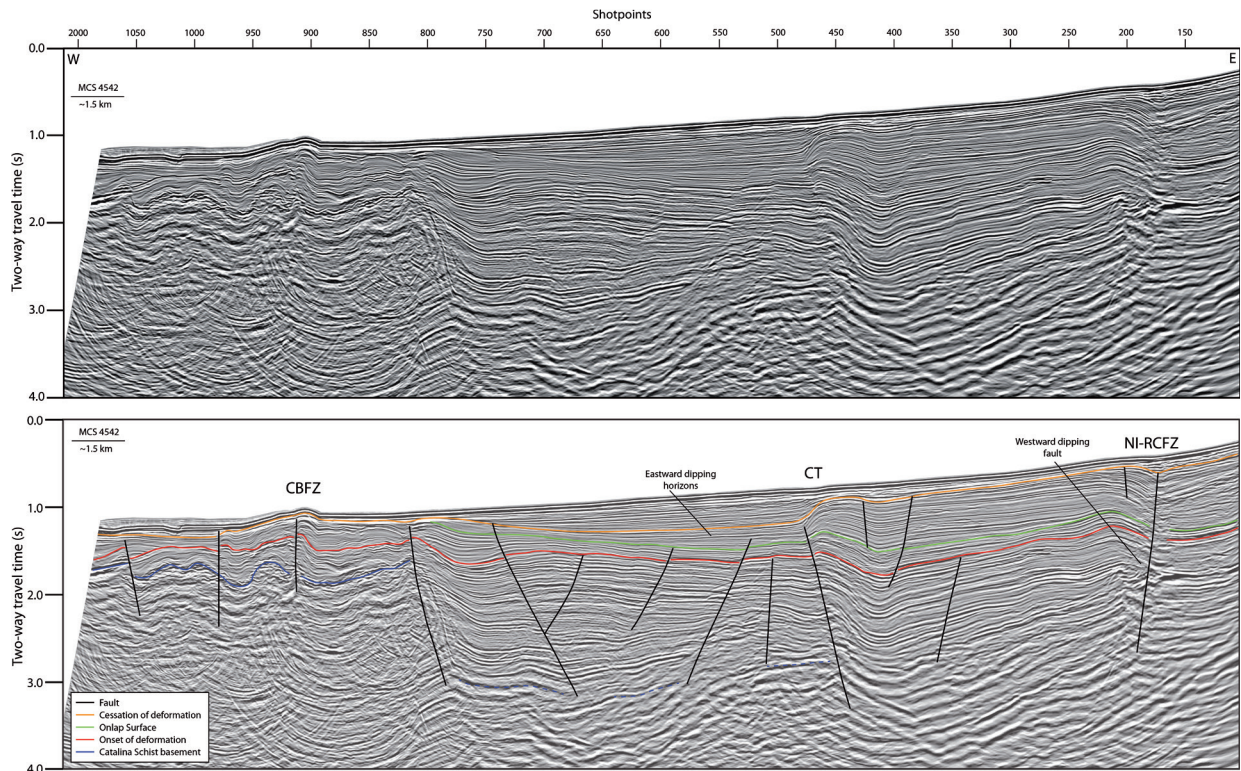 Shotpoints
2000 1050 1000 950 900 850 800 750 700 650 600 550 500 450 400 350 300 250 200 150
0.0
W E
MCS 4542
~1.5 km
1.0
Two-way travel time (s)
2.0
3.0
4.0
0.0
MCS 4542
~1.5 km
Westward dipping
fault
NI-RCFZ
Eastward dipping
horizons
CT
CBFZ
1.0
Two-way travel time (s)
2.0
3.0
Fault
Cessation of deformation
Onlap Surface
Onset of deformation
Catalina Schist basement
4.0